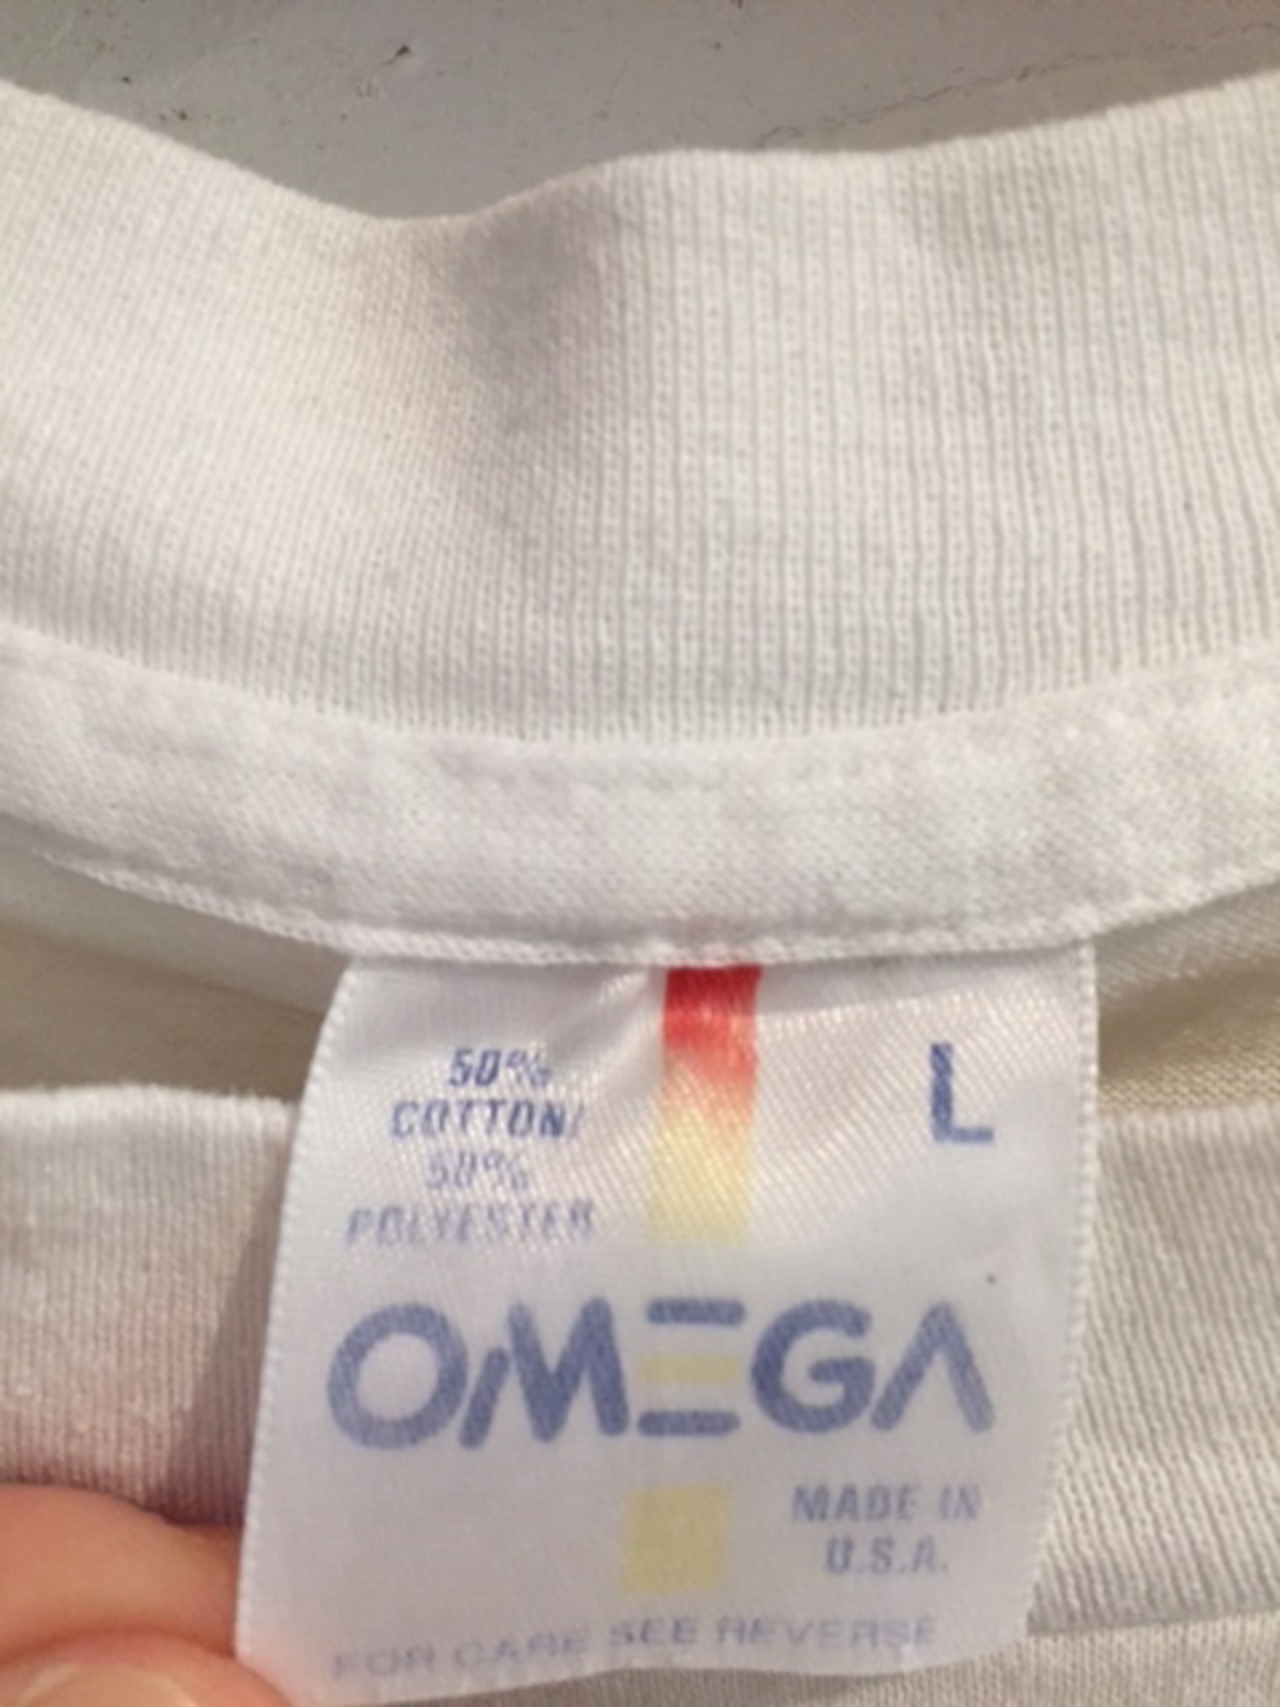 50%
COTTON/
50%
POLYESTER
L
OMEGA
MADE IN
U.S.A.
FOR CARE SEE REVERSE